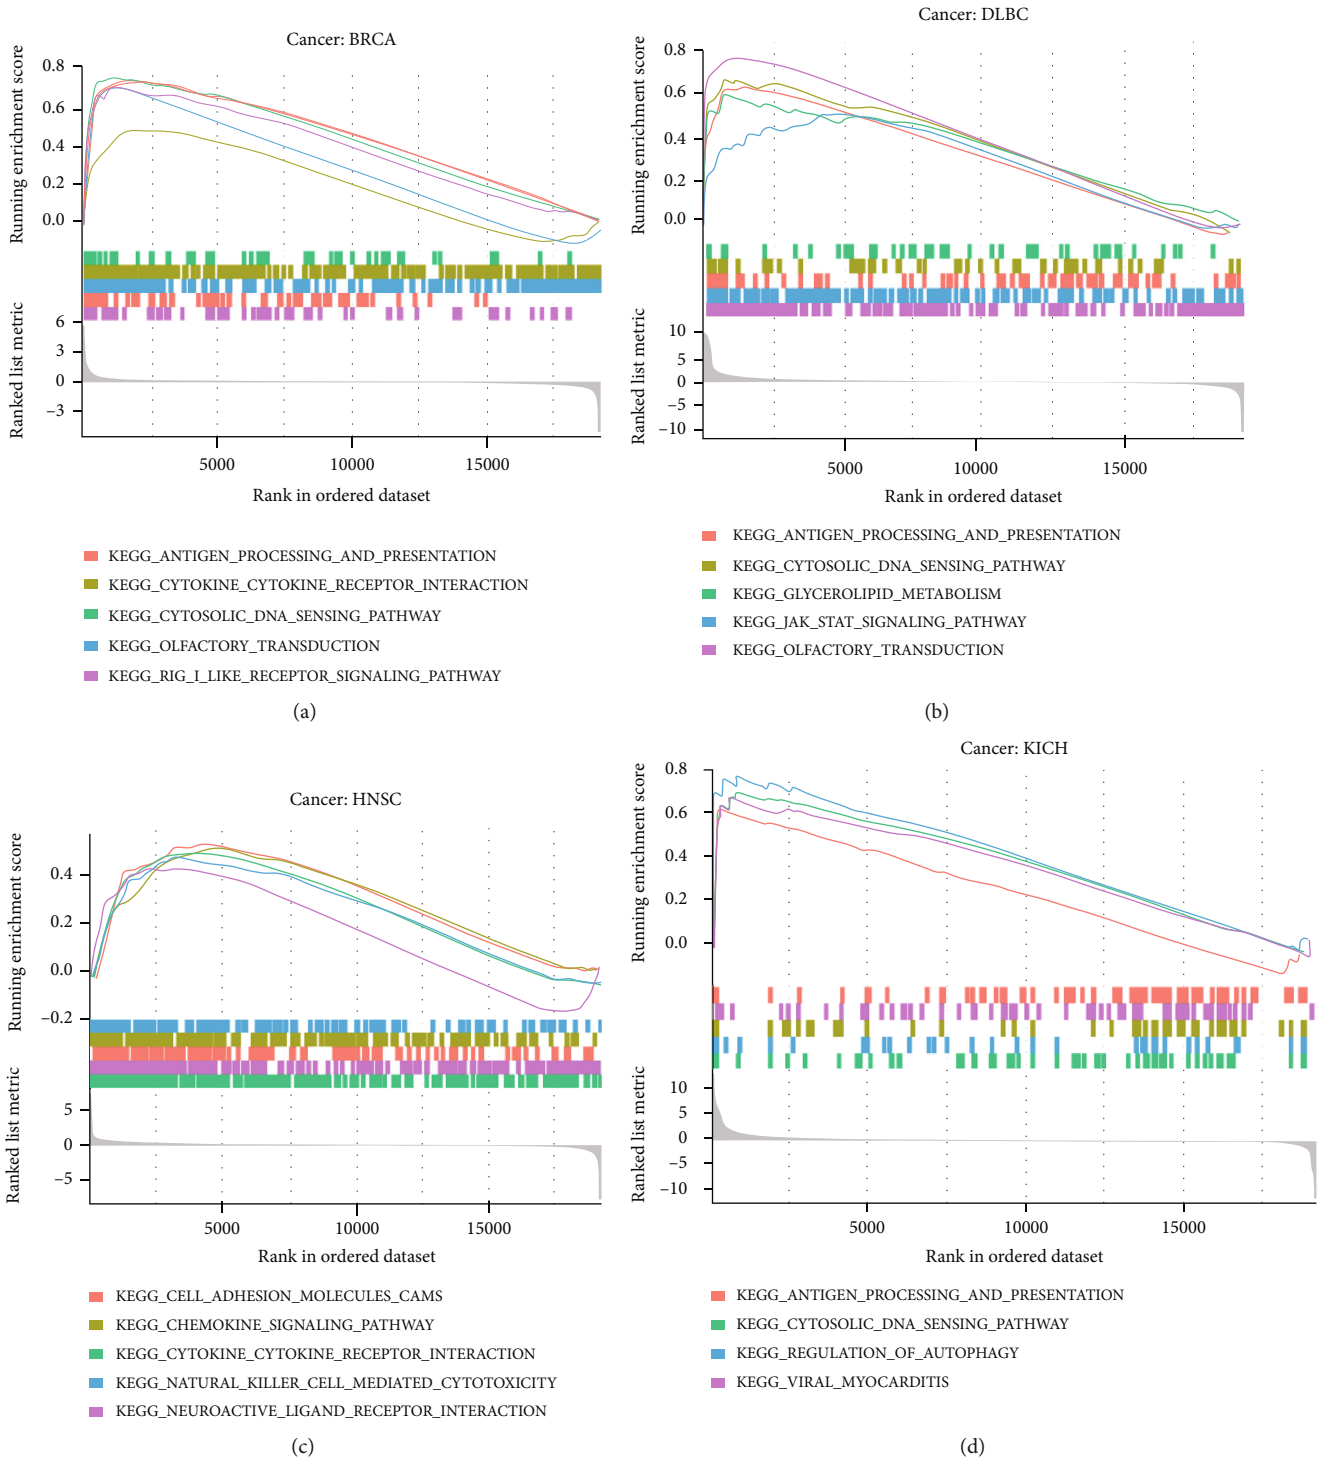 Cancer: BRCA
Running enrichment score
0.8
0.6
0.4
0.2
0.0
Ranked list metric
6
3
0
−3
5000 10000 15000
Rank in ordered dataset
KEGG_ANTIGEN_PROCESSING_AND_PRESENTATION
KEGG_CYTOKINE_CYTOKINE_RECEPTOR_INTERACTION
KEGG_CYTOSOLIC_DNA_SENSING_PATHWAY
KEGG_OLFACTORY_TRANSDUCTION
KEGG_RIG_I_LIKE_RECEPTOR_SIGNALING_PATHWAY
(a)
Cancer: DLBC
Running enrichment score
0.8
0.6
0.4
0.2
0.0
Ranked list metric
10
5
0
−5
−10
5000 10000 15000
Rank in ordered dataset
KEGG_ANTIGEN_PROCESSING_AND_PRESENTATION
KEGG_CYTOSOLIC_DNA_SENSING_PATHWAY
KEGG_GLYCEROLIPID_METABOLISM
KEGG_JAK_STAT_SIGNALING_PATHWAY
KEGG_OLFACTORY_TRANSDUCTION
(b)
Cancer: HNSC
Running enrichment score
0.4
0.2
0.0
−0.2
Ranked list metric
5
0
−5
5000 10000 15000
Rank in ordered dataset
KEGG_CELL_ADHESION_MOLECULES_CAMS
KEGG_CHEMOKINE_SIGNALING_PATHWAY
KEGG_CYTOKINE_CYTOKINE_RECEPTOR_INTERACTION
KEGG_NATURAL_KILLER_CELL_MEDIATED_CYTOTOXICITY
KEGG_NEUROACTIVE_LIGAND_RECEPTOR_INTERACTION
(c)
Cancer: KICH
Running enrichment score
0.8
0.6
0.4
0.2
0.0
Ranked list metric
10
5
0
−5
−10
5000 10000 15000
Rank in ordered dataset
KEGG_ANTIGEN_PROCESSING_AND_PRESENTATION
KEGG_CYTOSOLIC_DNA_SENSING_PATHWAY
KEGG_REGULATION_OF_AUTOPHAGY
KEGG_VIRAL_MYOCARDITIS
(d)